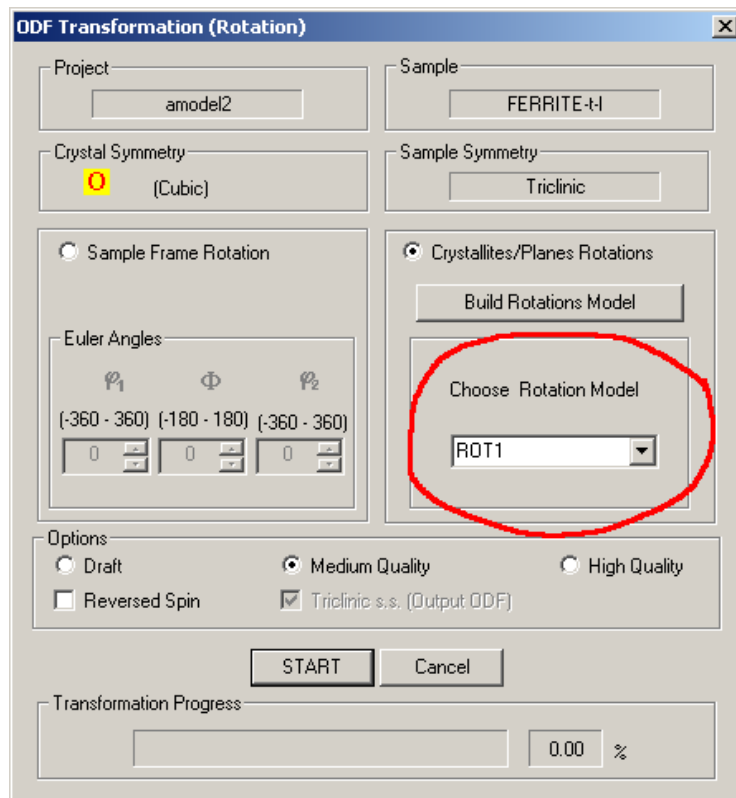 ODF Transformation (Rotation)
Project
amodel2
Sample
FERRITE-t-l
Crystal Symmetry
O (Cubic)
Sample Symmetry
Triclinic
Sample Frame Rotation
Euler Angles
φ1 Φ φ2
(-360 - 360) (-180 - 180) (-360 - 360)
0 0 0
Crystallites/Planes Rotations
Build Rotations Model
Choose Rotation Model
ROT1
Options
Draft Medium Quality High Quality
Reversed Spin Triclinic s.s. (Output ODF)
START Cancel
Transformation Progress
0.00 %